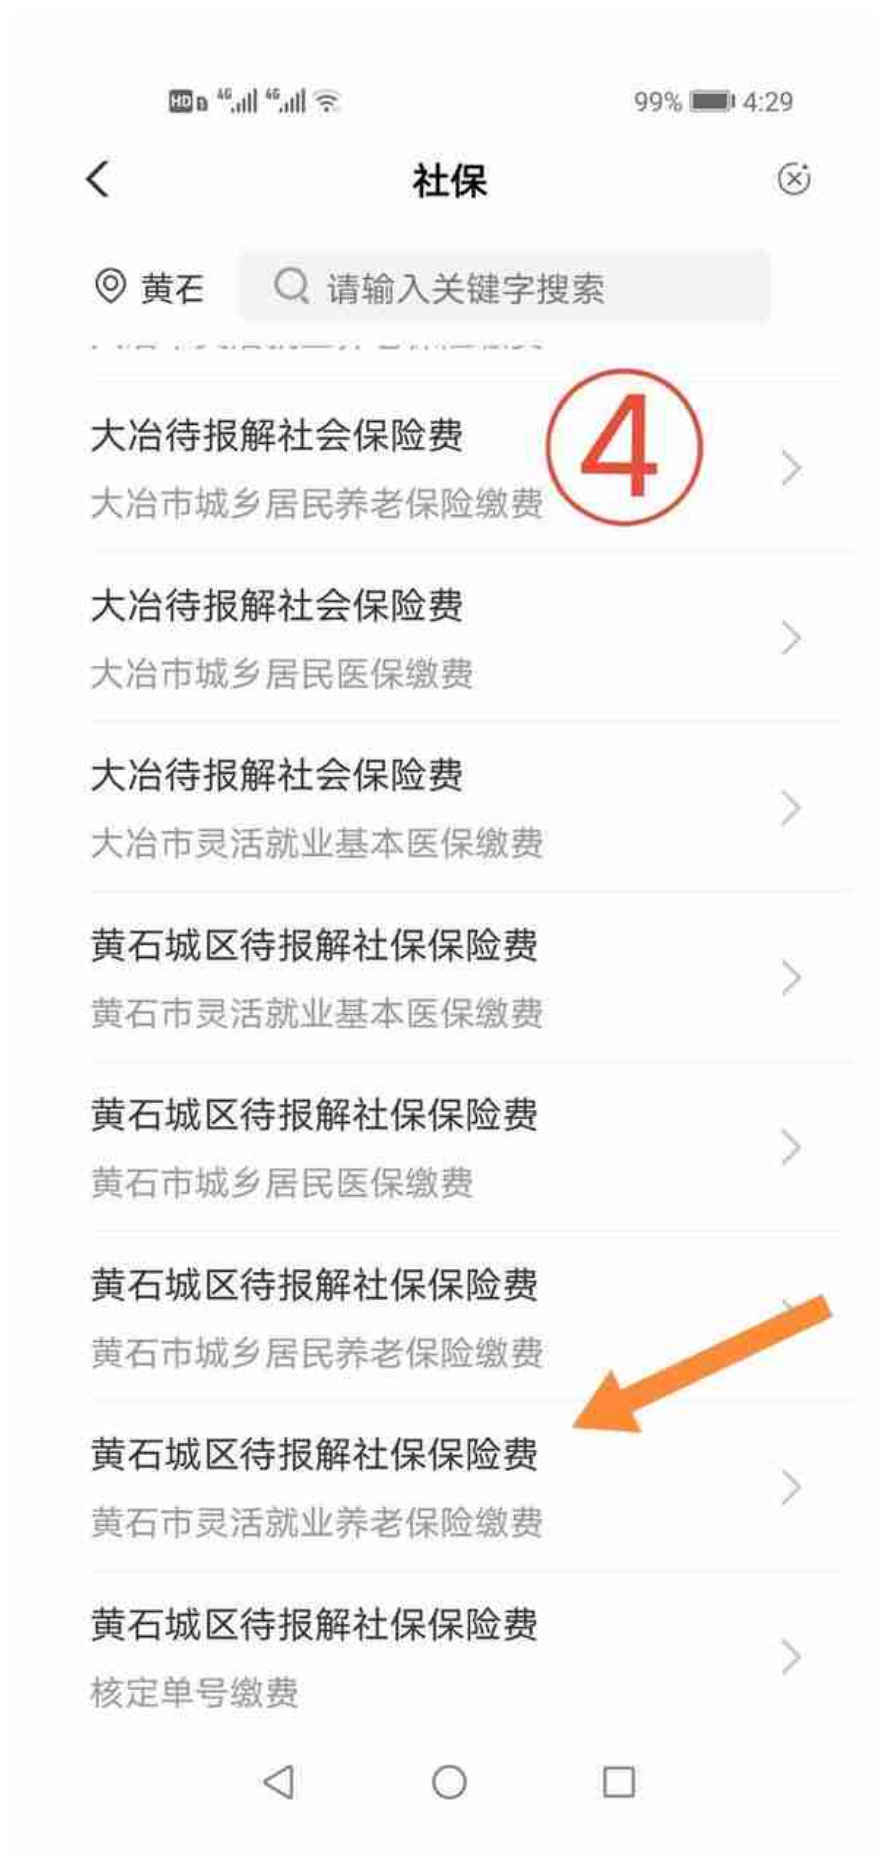 HD 4G 4G 99% 4:29
社保
黄石 请输入关键字搜索
④
大冶待报解社会保险费
大冶市城乡居民养老保险缴费
大冶待报解社会保险费
大冶市城乡居民医保缴费
大冶待报解社会保险费
大冶市灵活就业基本医保缴费
黄石城区待报解社保保险费
黄石市灵活就业基本医保缴费
黄石城区待报解社保保险费
黄石市城乡居民医保缴费
黄石城区待报解社保保险费
黄石市城乡居民养老保险缴费
黄石城区待报解社保保险费
黄石市灵活就业养老保险缴费
黄石城区待报解社保保险费
核定单号缴费